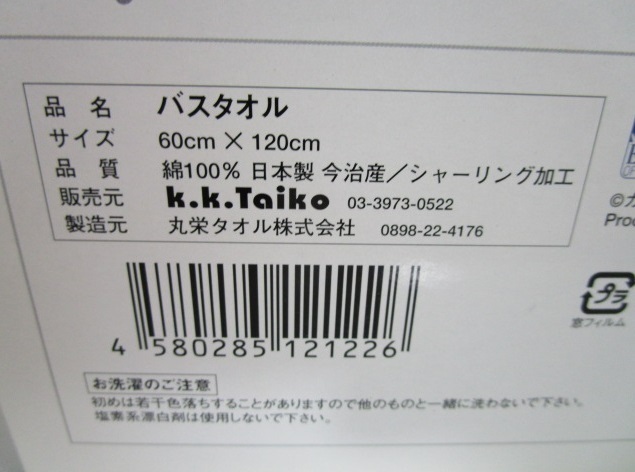 品 名 バスタオル
サイズ 60cm × 120cm
品 質 綿100% 日本製 今治産／シャーリング加工
販売元 k.k.Taiko 03-3973-0522
製造元 丸栄タオル株式会社 0898-22-4176
©カ
Prod
プラ
窓フィルム
4 580285 121226
お洗濯のご注意
初めは若干色落ちすることがありますので他のものと一緒に洗わないで下さい。
塩素系漂白剤は使用しないで下さい。